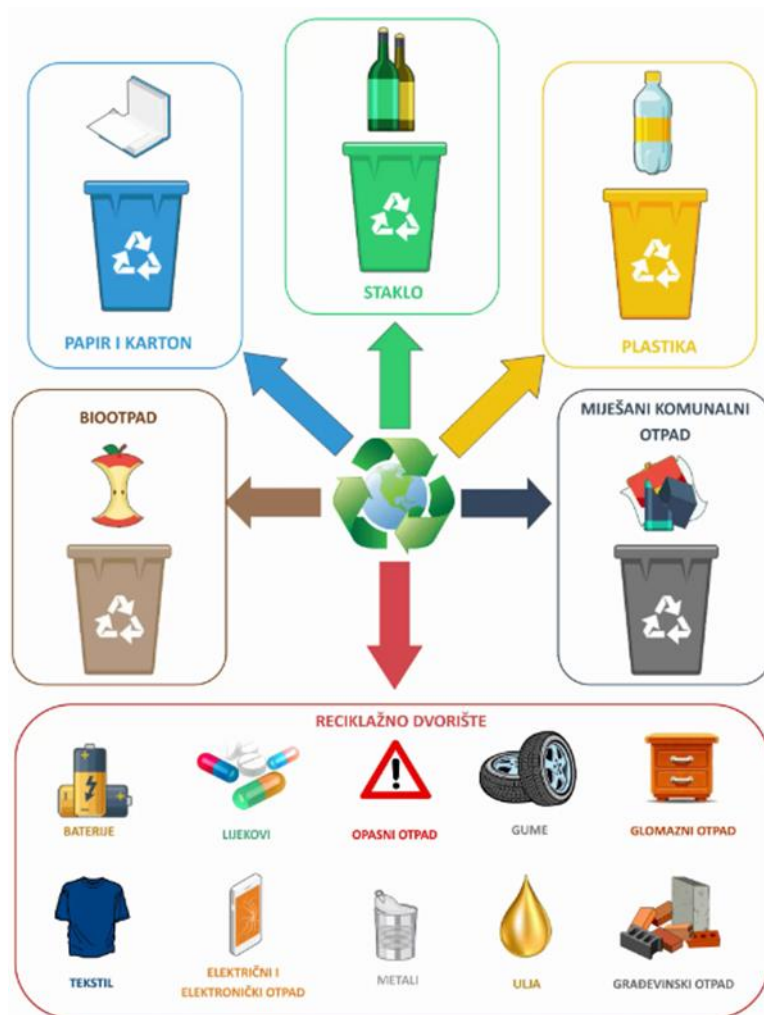 PAPIR I KARTON
STAKLO
PLASTIKA
BIOOTPAD
MIJEŠANI KOMUNALNI
OTPAD
RECIKLAŽNO DVORIŠTE
BATERIJE
LIJEKOVI
OPASNI OTPAD
GUME
GLOMAZNI OTPAD
TEKSTIL
ELEKTRIČNI I
ELEKTRONIČKI OTPAD
METALI
ULJA
GRAĐEVINSKI OTPAD